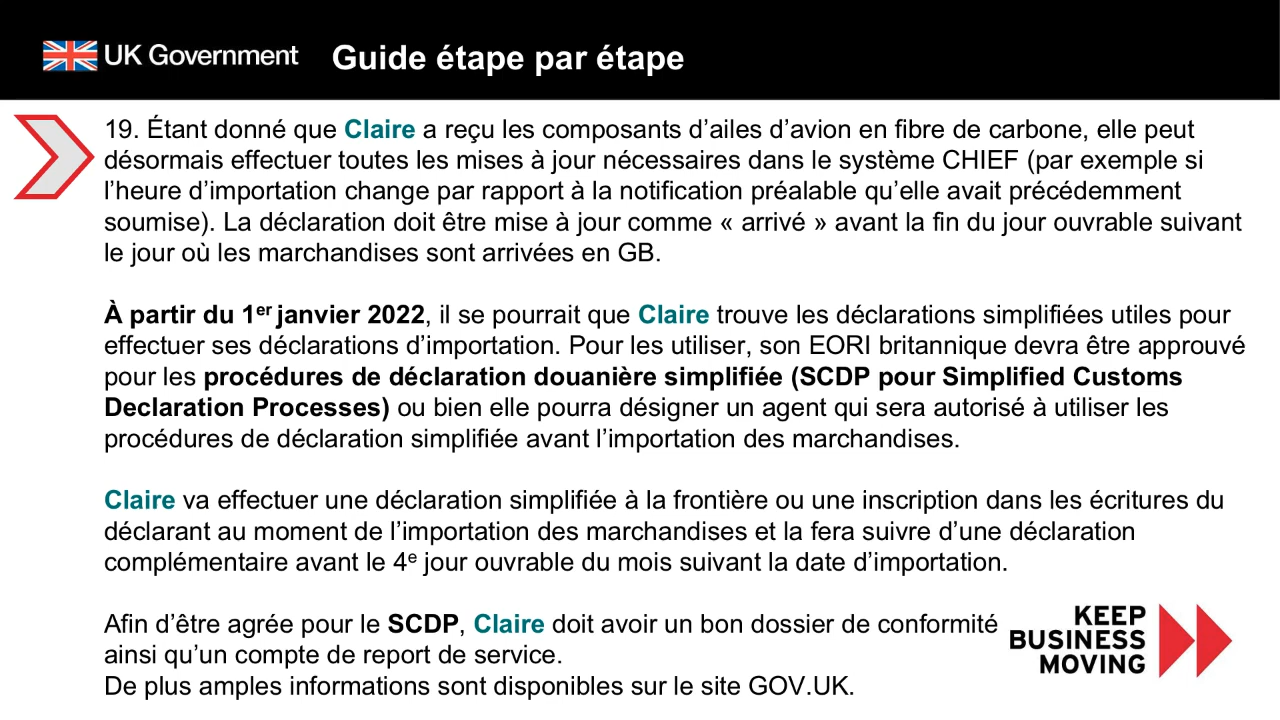 UK Government
Guide étape par étape
19. Étant donné que Claire a reçu les composants d’ailes d’avion en fibre de carbone, elle peut
désormais effectuer toutes les mises à jour nécessaires dans le système CHIEF (par exemple si
l’heure d’importation change par rapport à la notification préalable qu’elle avait précédemment
soumise). La déclaration doit être mise à jour comme « arrivé » avant la fin du jour ouvrable suivant
le jour où les marchandises sont arrivées en GB.
À partir du 1er janvier 2022, il se pourrait que Claire trouve les déclarations simplifiées utiles pour
effectuer ses déclarations d’importation. Pour les utiliser, son EORI britannique devra être approuvé
pour les procédures de déclaration douanière simplifiée (SCDP pour Simplified Customs
Declaration Processes) ou bien elle pourra désigner un agent qui sera autorisé à utiliser les
procédures de déclaration simplifiée avant l’importation des marchandises.
Claire va effectuer une déclaration simplifiée à la frontière ou une inscription dans les écritures du
déclarant au moment de l’importation des marchandises et la fera suivre d’une déclaration
complémentaire avant le 4e jour ouvrable du mois suivant la date d’importation.
Afin d’être agréée pour le SCDP, Claire doit avoir un bon dossier de conformité
ainsi qu’un compte de report de service.
De plus amples informations sont disponibles sur le site GOV.UK.
KEEP
BUSINESS
MOVING